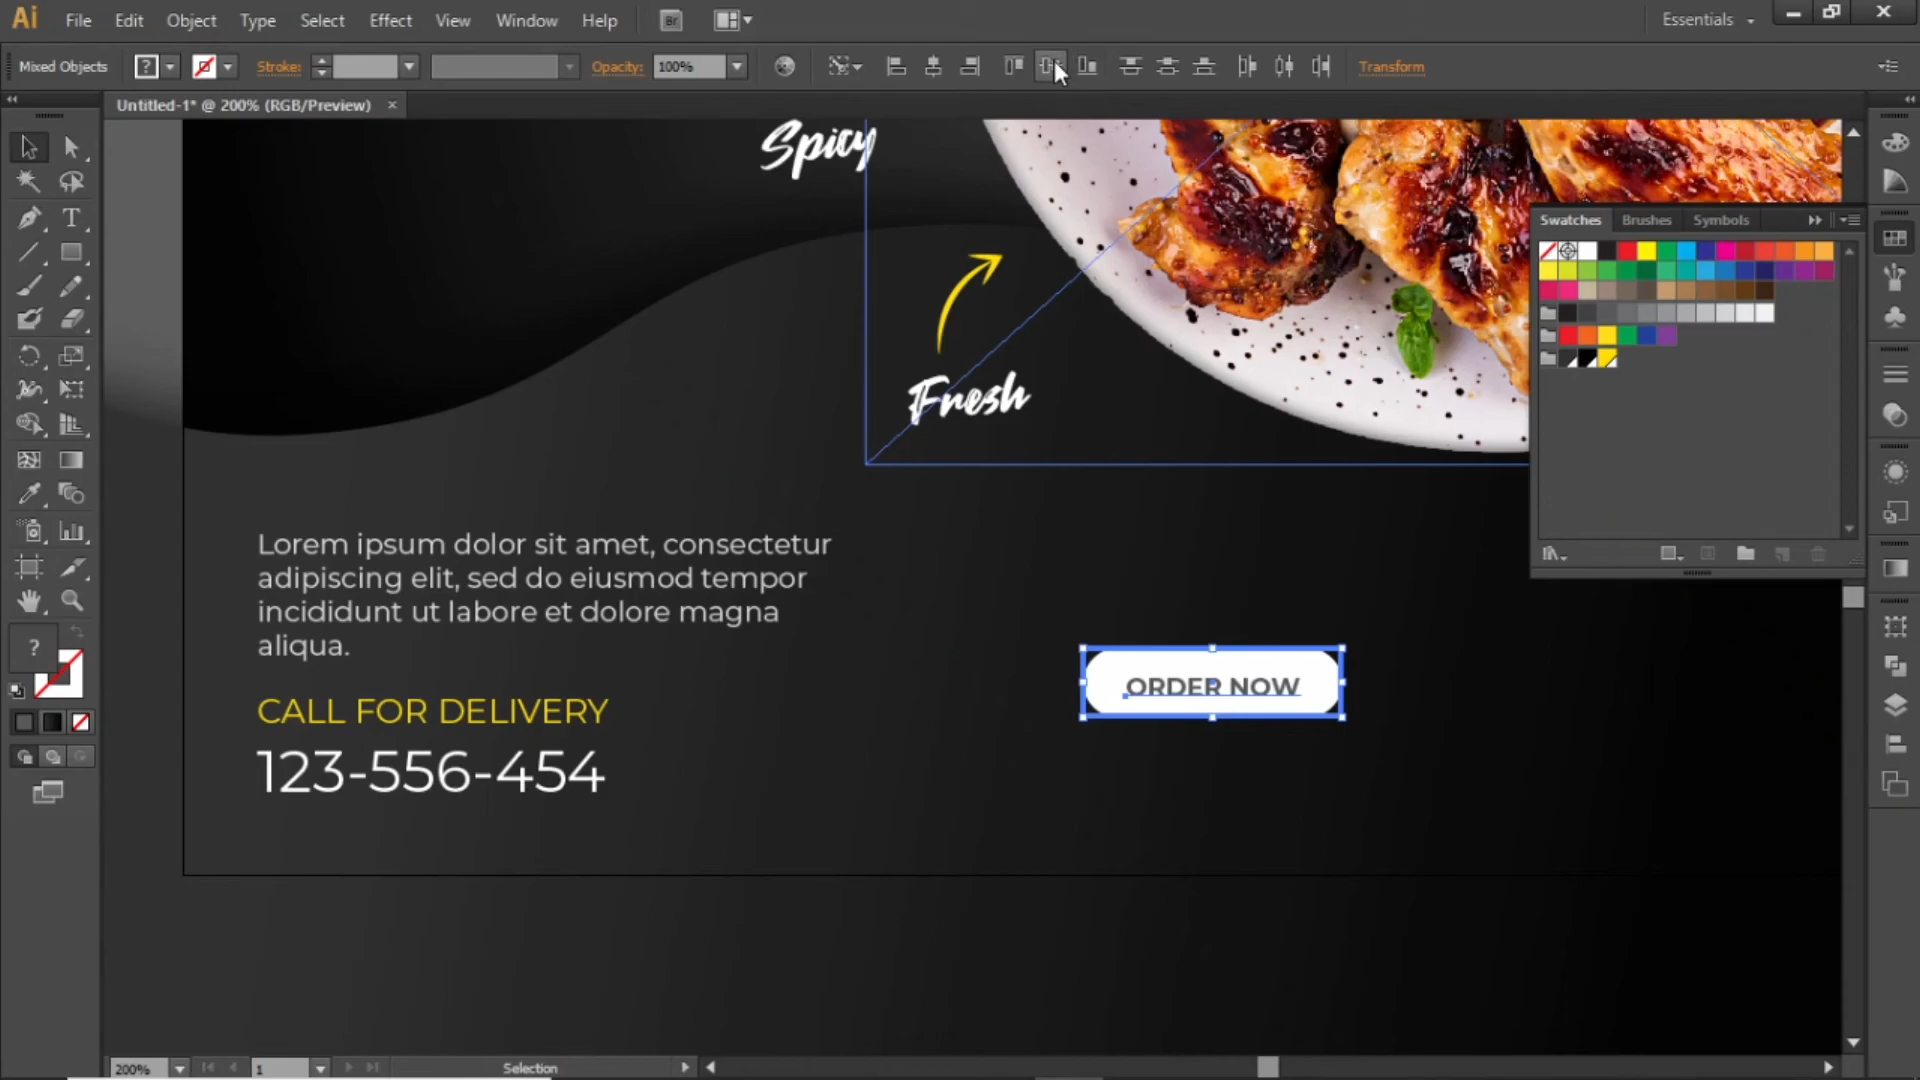 Ai File Edit Object Type Select Effect View Window Help Br Essentials
Mixed Objects ? Stroke: Opacity: 100% Transform
Untitled-1* @ 200% (RGB/Preview) ×
Spicy
Swatches Brushes Symbols
Fresh
Lorem ipsum dolor sit amet, consectetur
adipiscing elit, sed do eiusmod tempor
incididunt ut labore et dolore magna
aliqua.
?
ORDER NOW
CALL FOR DELIVERY
123-556-454
200% 1 Selection